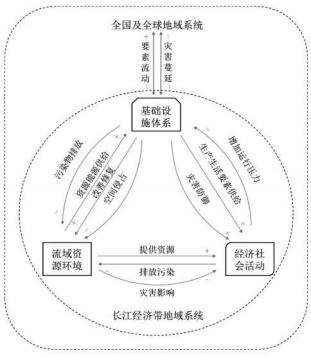 全国及全球地域系统
+
要素流动
灾害蔓延
-
基础设
施体系
污染物排放
资源能源供给
改善修复
空间侵占
灾害防御
生产生活要素供给
增加运行压力
流域资
源环境
提供资源
+
排放污染
-
灾害影响
经济社
会活动
长江经济带地域系统